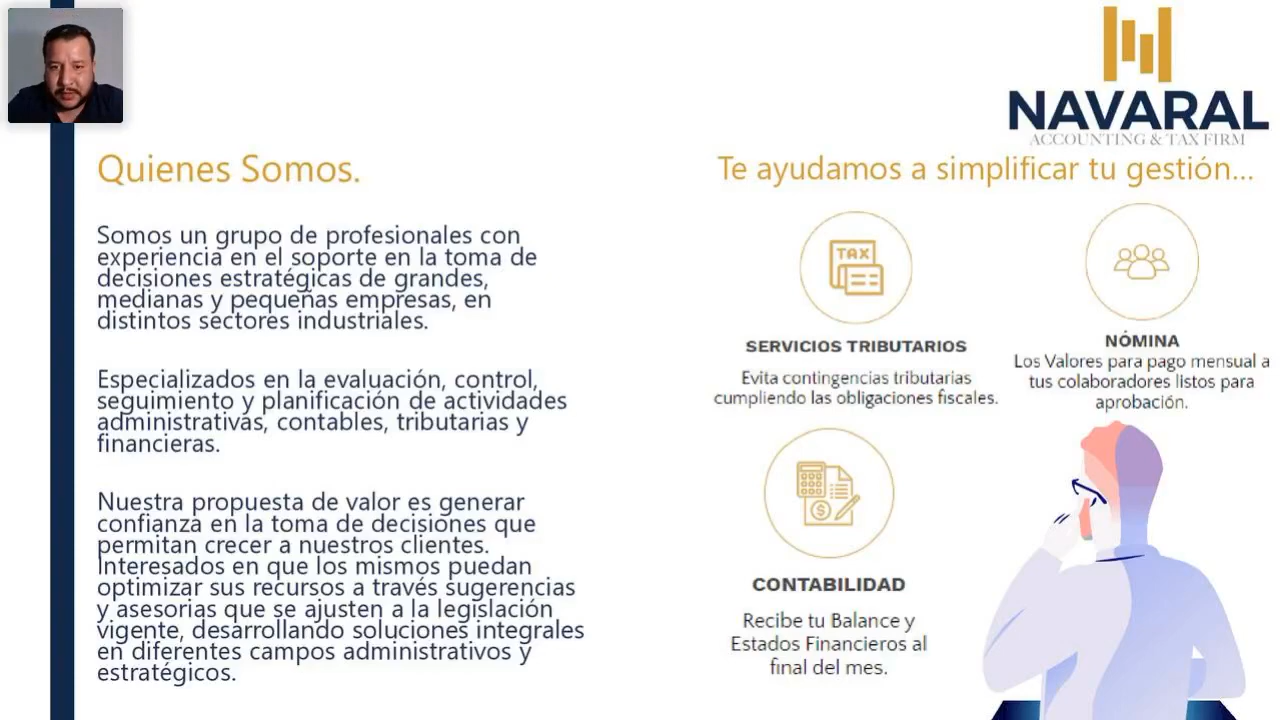 NAVARAL
ACCOUNTING & TAX FIRM
Quienes Somos.
Somos un grupo de profesionales con
experiencia en el soporte en la toma de
decisiones estratégicas de grandes,
medianas y pequeñas empresas, en
distintos sectores industriales.
Especializados en la evaluación, control,
seguimiento y planificación de actividades
administrativas, contables, tributarias y
financieras.
Nuestra propuesta de valor es generar
confianza en la toma de decisiones que
permitan crecer a nuestros clientes.
Interesados en que los mismos puedan
optimizar sus recursos a través sugerencias
y asesorias que se ajusten a la legislación
vigente, desarrollando soluciones integrales
en diferentes campos administrativos y
estratégicos.
Te ayudamos a simplificar tu gestión...
TAX
SERVICIOS TRIBUTARIOS
Evita contingencias tributarias
cumpliendo las obligaciones fiscales.
NÓMINA
Los Valores para pago mensual a
tus colaboradores listos para
aprobación.
$
CONTABILIDAD
Recibe tu Balance y
Estados Financieros al
final del mes.